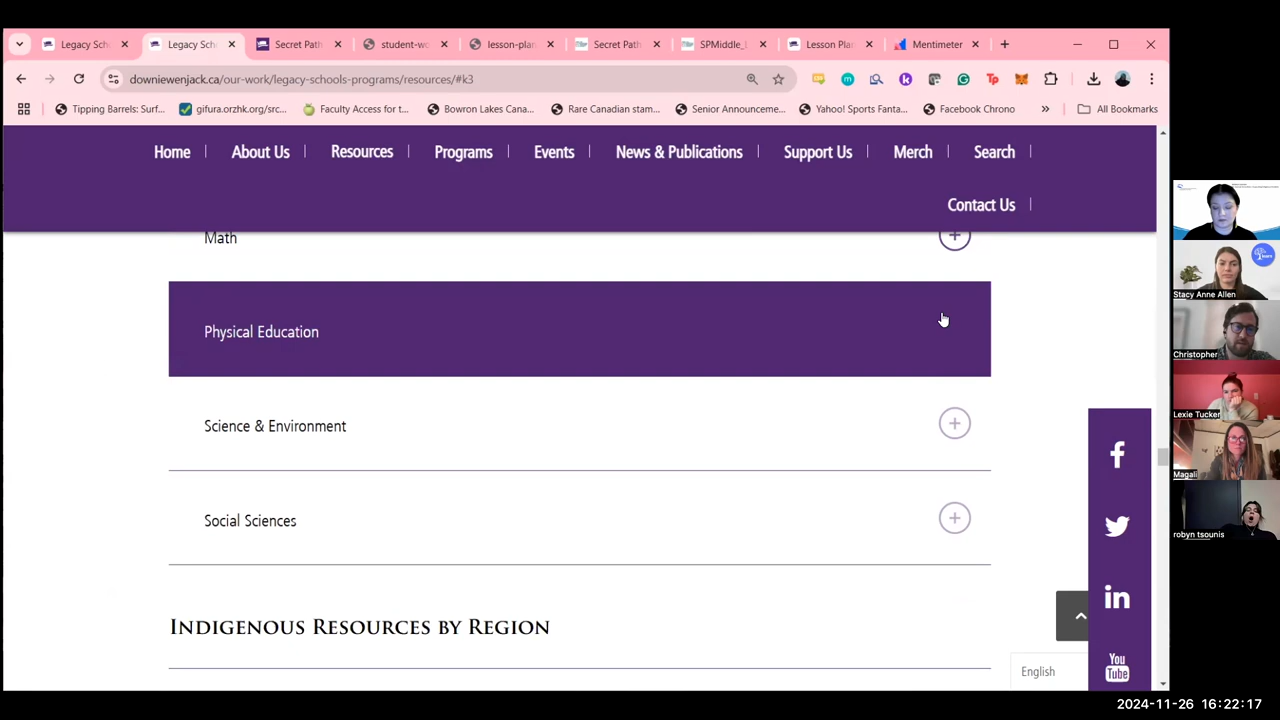 Legacy Sch
Legacy Sch
Secret Path
student-wo
lesson-plan
Secret Path
SPMiddle_L
Lesson Plan
Mentimeter
downiewenjack.ca/our-work/legacy-schools-programs/resources/#k3
Tipping Barrels: Surf...
gifura.orzhk.org/src...
Faculty Access for t...
Bowron Lakes Cana...
Rare Canadian stam...
Senior Announceme...
Yahoo! Sports Fanta...
Facebook Chrono
»
All Bookmarks
Home
About Us
Resources
Programs
Events
News & Publications
Support Us
Merch
Search
Contact Us
Math
Physical Education
Science & Environment
Social Sciences
Indigenous Resources by Region
English
You
Tube
Stacy Anne Allen
Christopher
Lexie Tucker
Magali
robyn tsounis
2024-11-26 16:22:17